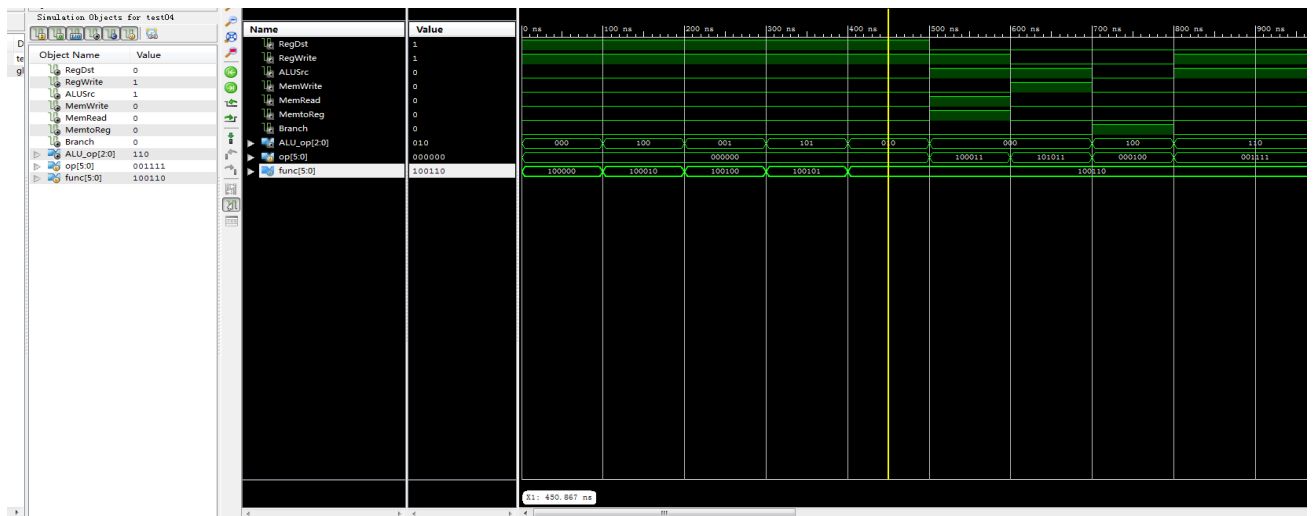 Simulation Objects for test04
D
te
gl
Object Name Value
RegDst 0
RegWrite 1
ALUSrc 1
MemWrite 0
MemRead 0
MemtoReg 0
Branch 0
ALU_op[2:0] 110
op[5:0] 001111
func[5:0] 100110
Name Value
RegDst 1
RegWrite 1
ALUSrc 0
MemWrite 0
MemRead 0
MemtoReg 0
Branch 0
ALU_op[2:0] 010
op[5:0] 000000
func[5:0] 100110
0 ns 100 ns 200 ns 300 ns 400 ns 500 ns 600 ns 700 ns 800 ns 900 ns
000 100 001 101 010 000 100 110
000000 100011 101011 000100 001111
100000 100010 100100 100101 100110
X1: 450.867 ns